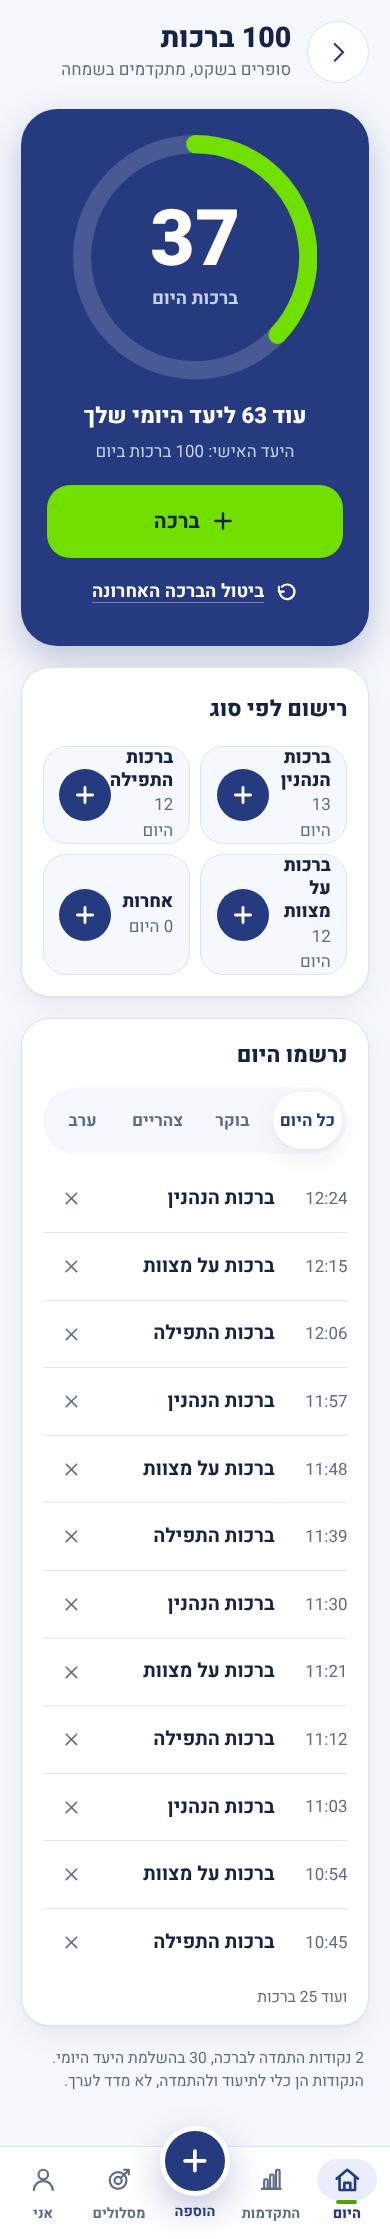 100 ברכות
סופרים בשקט, מתקדמים בשמחה
37
ברכות היום
עוד 63 ליעד היומי שלך
היעד האישי: 100 ברכות ביום
+ ברכה
ביטול הברכה האחרונה
רישום לפי סוג
ברכות
הנהנין
13
היום
ברכות
התפילה
12
היום
ברכות
על
מצוות
12
היום
אחרות
0 היום
נרשמו היום
כל היום בוקר צהריים ערב
12:24 ברכות הנהנין
12:15 ברכות על מצוות
12:06 ברכות התפילה
11:57 ברכות הנהנין
11:48 ברכות על מצוות
11:39 ברכות התפילה
11:30 ברכות הנהנין
11:21 ברכות על מצוות
11:12 ברכות התפילה
11:03 ברכות הנהנין
10:54 ברכות על מצוות
10:45 ברכות התפילה
ועוד 25 ברכות
2 נקודות התמדה לברכה, 30 בהשלמת היעד היומי.
הנקודות הן כלי לתיעוד ולהתמדה, לא מדד לערך.
היום התקדמות הוספה מסלולים אני